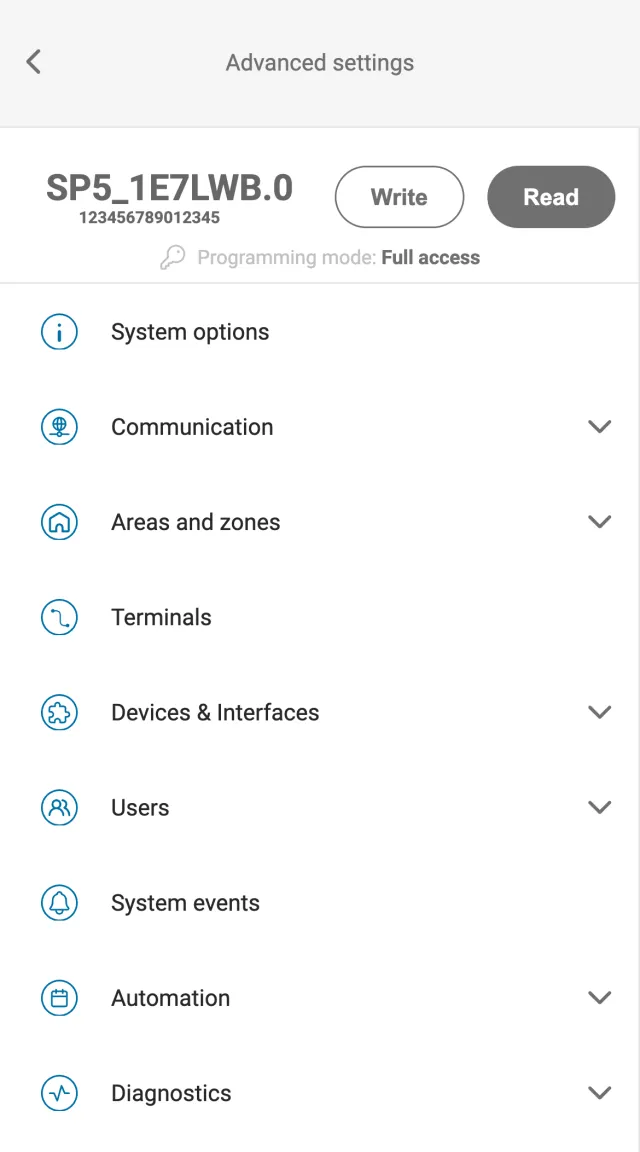 Advanced settings
SP5_1E7LWB.0
123456789012345
Write
Read
Programming mode: Full access
System options
Communication
Areas and zones
Terminals
Devices & Interfaces
Users
System events
Automation
Diagnostics